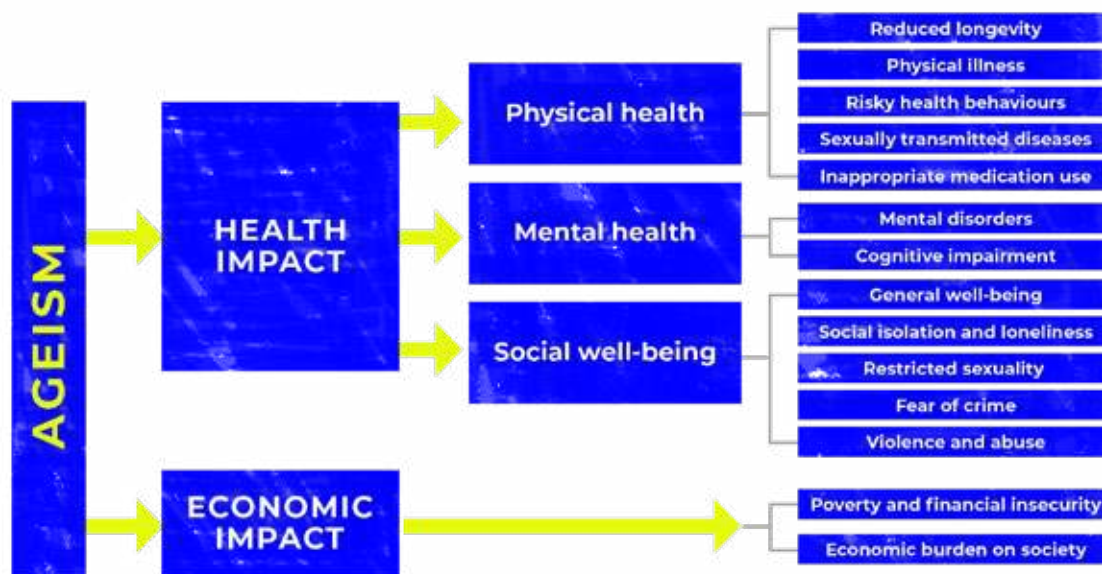 AGEISM
HEALTH
IMPACT
Physical health
Reduced longevity
Physical illness
Risky health behaviours
Sexually transmitted diseases
Inappropriate medication use
Mental health
Mental disorders
Cognitive impairment
Social well-being
General well-being
Social isolation and loneliness
Restricted sexuality
Fear of crime
Violence and abuse
ECONOMIC
IMPACT
Poverty and financial insecurity
Economic burden on society